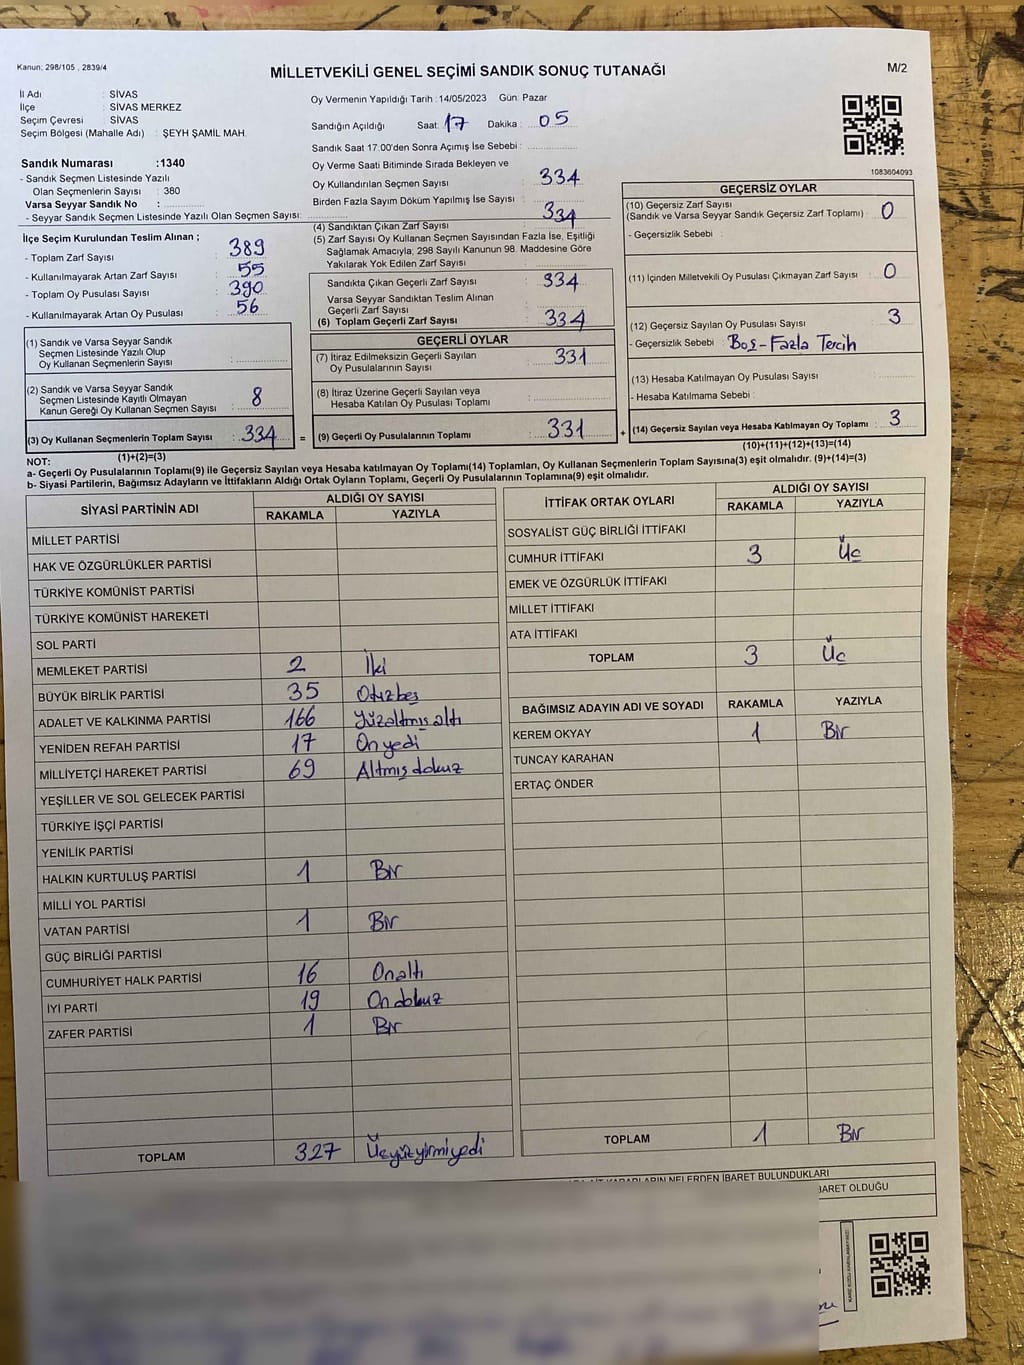 Kanun; 298/105 , 2839/4
MİLLETVEKİLİ GENEL SEÇİMİ SANDIK SONUÇ TUTANAĞI
M/2
İl Adı : SİVAS
İlçe : SİVAS MERKEZ
Seçim Çevresi : SİVAS
Seçim Bölgesi (Mahalle Adı) : ŞEYH ŞAMİL MAH.
Sandık Numarası :1340
- Sandık Seçmen Listesinde Yazılı
Olan Seçmenlerin Sayısı : 380
Varsa Seyyar Sandık No :
- Seyyar Sandık Seçmen Listesinde Yazılı Olan Seçmen Sayısı:
Oy Vermenin Yapıldığı Tarih : 14/05/2023 Gün: Pazar
Sandığın Açıldığı Saat: 17 Dakika : 05
Sandık Saat 17:00'den Sonra Açımış İse Sebebi :
Oy Verme Saati Bitiminde Sırada Bekleyen ve
Oy Kullandırılan Seçmen Sayısı : 334
Birden Fazla Sayım Döküm Yapılmış İse Sayısı :
1083604093
İlçe Seçim Kurulundan Teslim Alınan ;
- Toplam Zarf Sayısı : 389
- Kullanılmayarak Artan Zarf Sayısı : 55
- Toplam Oy Pusulası Sayısı : 390
- Kullanılmayarak Artan Oy Pusulası : 56
(4) Sandıktan Çıkan Zarf Sayısı : 334
(5) Zarf Sayısı Oy Kullanan Seçmen Sayısından Fazla İse, Eşitliği
Sağlamak Amacıyla; 298 Sayılı Kanunun 98. Maddesine Göre
Yakılarak Yok Edilen Zarf Sayısı :
Sandıkta Çıkan Geçerli Zarf Sayısı : 334
Varsa Seyyar Sandıktan Teslim Alınan
Geçerli Zarf Sayısı :
(6) Toplam Geçerli Zarf Sayısı : 334
(1) Sandık ve Varsa Seyyar Sandık
Seçmen Listesinde Yazılı Olup
Oy Kullanan Seçmenlerin Sayısı :
(2) Sandık ve Varsa Seyyar Sandık
Seçmen Listesinde Kayıtlı Olmayan
Kanun Gereği Oy Kullanan Seçmen Sayısı : 8
(3) Oy Kullanan Seçmenlerin Toplam Sayısı : 334 =
(1)+(2)=(3)
GEÇERLİ OYLAR
(7) İtiraz Edilmeksizin Geçerli Sayılan
Oy Pusulalarının Sayısı : 331
(8) İtiraz Üzerine Geçerli Sayılan veya
Hesaba Katılan Oy Pusulası Toplamı :
(9) Geçerli Oy Pusulalarının Toplamı : 331 +
GEÇERSİZ OYLAR
(10) Geçersiz Zarf Sayısı
(Sandık ve Varsa Seyyar Sandık Geçersiz Zarf Toplamı) : 0
- Geçersizlik Sebebi :
(11) İçinden Milletvekili Oy Pusulası Çıkmayan Zarf Sayısı : 0
(12) Geçersiz Sayılan Oy Pusulası Sayısı : 3
- Geçersizlik Sebebi : Boş-Fazla Tercih
(13) Hesaba Katılmayan Oy Pusulası Sayısı :
- Hesaba Katılmama Sebebi :
(14) Geçersiz Sayılan veya Hesaba Katılmayan Oy Toplamı : 3
(10)+(11)+(12)+(13)=(14)
NOT:
a- Geçerli Oy Pusulalarının Toplamı(9) ile Geçersiz Sayılan veya Hesaba katılmayan Oy Toplamı(14) Toplamları, Oy Kullanan Seçmenlerin Toplam Sayısına(3) eşit olmalıdır. (9)+(14)=(3)
b- Siyasi Partilerin, Bağımsız Adayların ve İttifakların Aldığı Ortak Oyların Toplamı, Geçerli Oy Pusulalarının Toplamına(9) eşit olmalıdır.
SİYASİ PARTİNİN ADI ALDIĞI OY SAYISI
RAKAMLA YAZIYLA
MİLLET PARTİSİ
HAK VE ÖZGÜRLÜKLER PARTİSİ
TÜRKİYE KOMÜNİST PARTİSİ
TÜRKİYE KOMÜNİST HAREKETİ
SOL PARTİ
MEMLEKET PARTİSİ 2 İki
BÜYÜK BİRLİK PARTİSİ 35 Otuzbeş
ADALET VE KALKINMA PARTİSİ 166 Yüzaltmış altı
YENİDEN REFAH PARTİSİ 17 Onyedi
MİLLİYETÇİ HAREKET PARTİSİ 69 Altmış dokuz
YEŞİLLER VE SOL GELECEK PARTİSİ
TÜRKİYE İŞÇİ PARTİSİ
YENİLİK PARTİSİ
HALKIN KURTULUŞ PARTİSİ 1 Bir
MİLLİ YOL PARTİSİ
VATAN PARTİSİ 1 Bir
GÜÇ BİRLİĞİ PARTİSİ
CUMHURİYET HALK PARTİSİ 16 Onaltı
İYİ PARTİ 19 Ondokuz
ZAFER PARTİSİ 1 Bir
TOPLAM 327 Üçyüzyirmiyedi
İTTİFAK ORTAK OYLARI ALDIĞI OY SAYISI
RAKAMLA YAZIYLA
SOSYALİST GÜÇ BİRLİĞİ İTTİFAKI
CUMHUR İTTİFAKI 3 Üç
EMEK VE ÖZGÜRLÜK İTTİFAKI
MİLLET İTTİFAKI
ATA İTTİFAKI
TOPLAM 3 Üç
BAĞIMSIZ ADAYIN ADI VE SOYADI RAKAMLA YAZIYLA
KEREM OKYAY 1 Bir
TUNCAY KARAHAN
ERTAÇ ÖNDER
TOPLAM 1 Bir
NELERDEN İBARET BULUNDUKLARI
BARET OLDUĞU